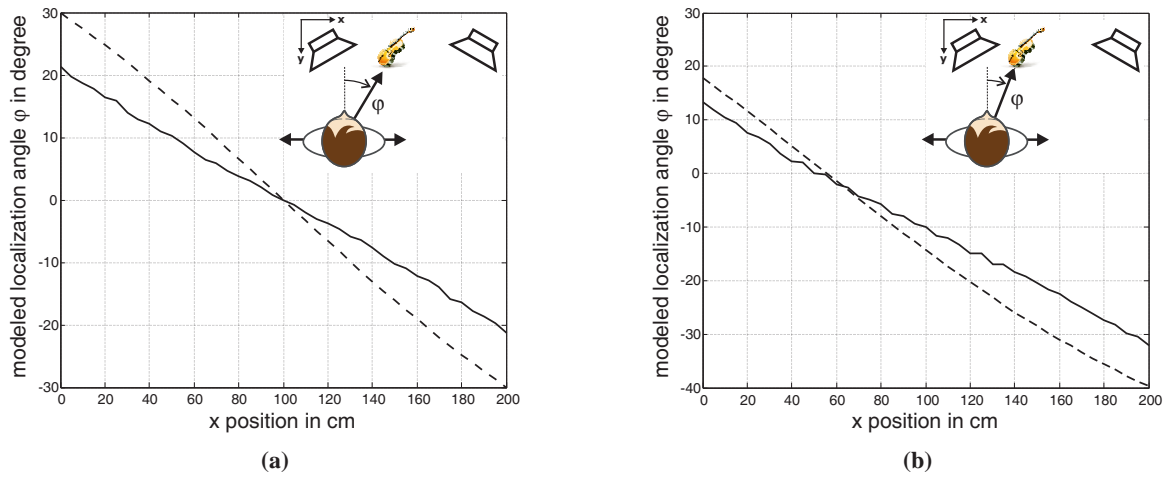 modeled localization angle φ in degree
30
20
10
0
-10
-20
-30
0 20 40 60 80 100 120 140 160 180 200
x position in cm
x
y
φ
(a)
modeled localization angle φ in degree
30
20
10
0
-10
-20
-30
-40
0 20 40 60 80 100 120 140 160 180 200
x position in cm
x
y
φ
(b)